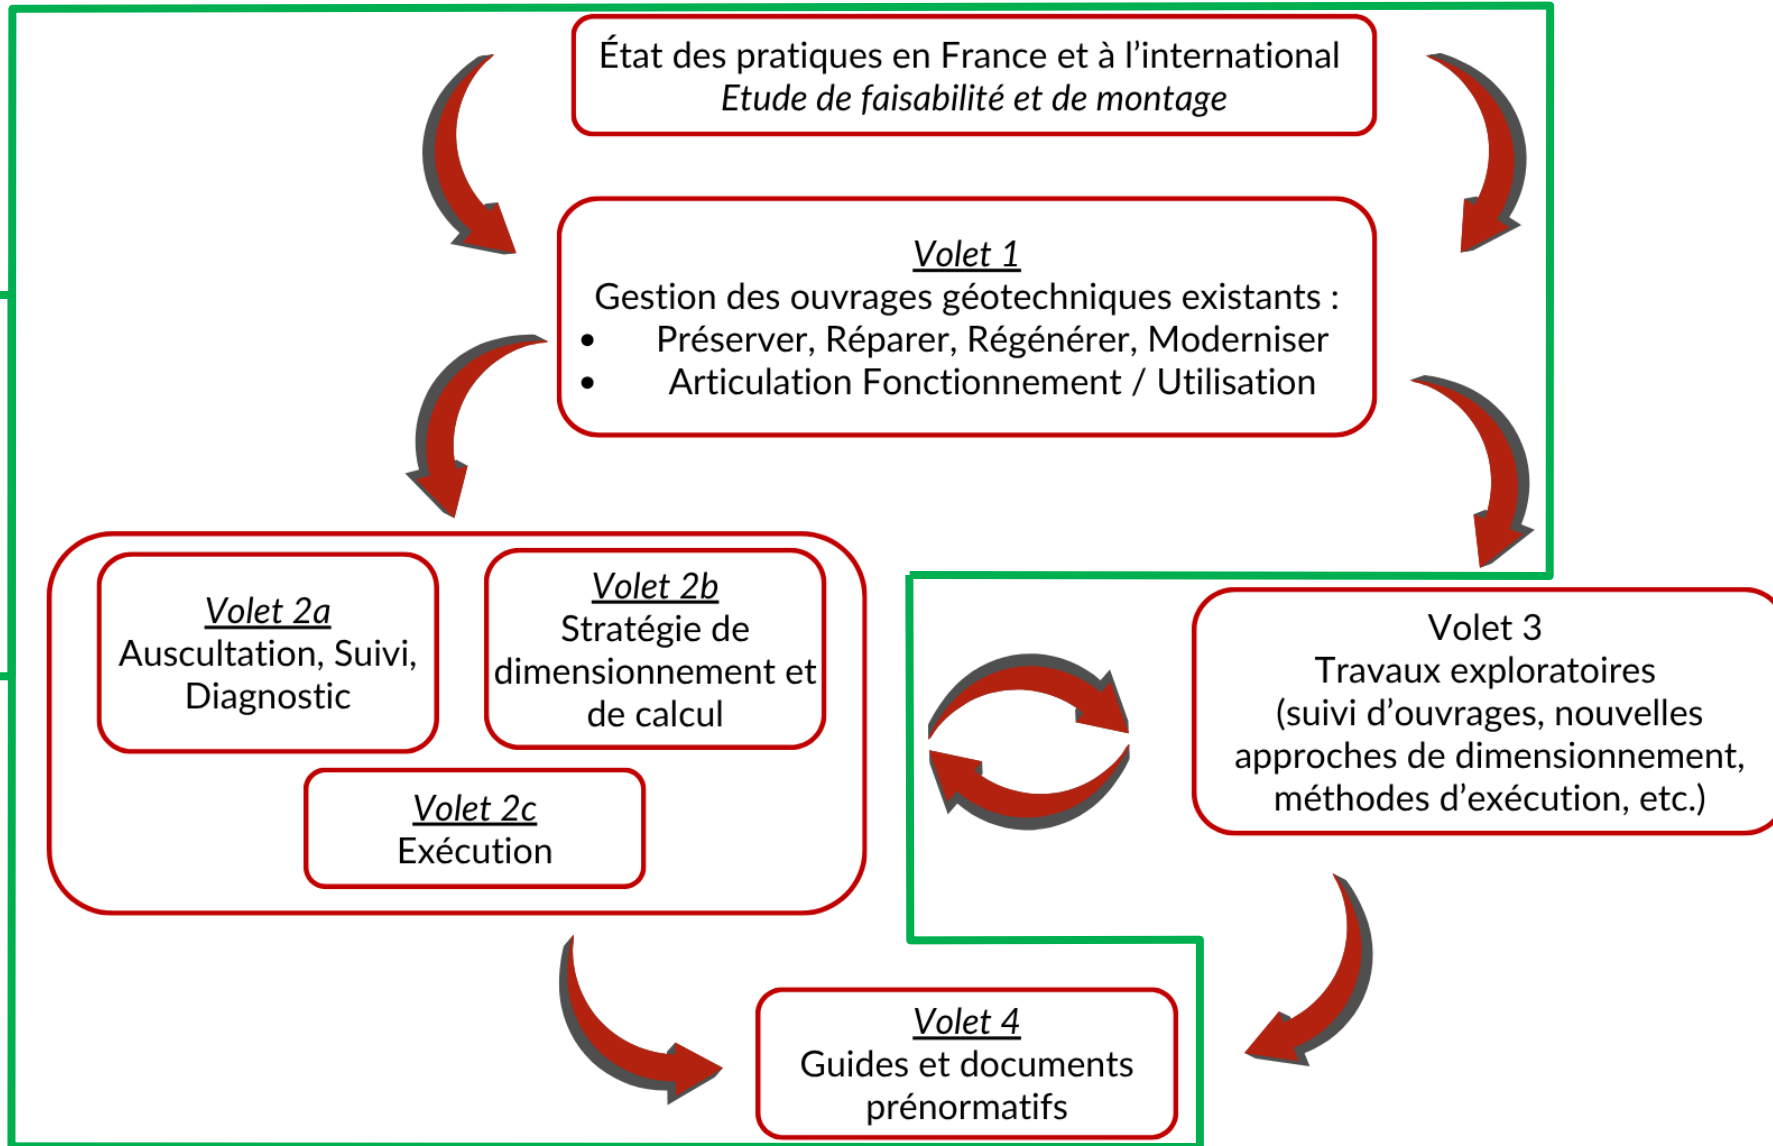 État des pratiques en France et à l’international
Etude de faisabilité et de montage
Volet 1
Gestion des ouvrages géotechniques existants :
• Préserver, Réparer, Régénérer, Moderniser
• Articulation Fonctionnement / Utilisation
Volet 2a
Auscultation, Suivi,
Diagnostic
Volet 2b
Stratégie de
dimensionnement et
de calcul
Volet 2c
Exécution
Volet 3
Travaux exploratoires
(suivi d’ouvrages, nouvelles
approches de dimensionnement,
méthodes d’exécution, etc.)
Volet 4
Guides et documents
prénormatifs